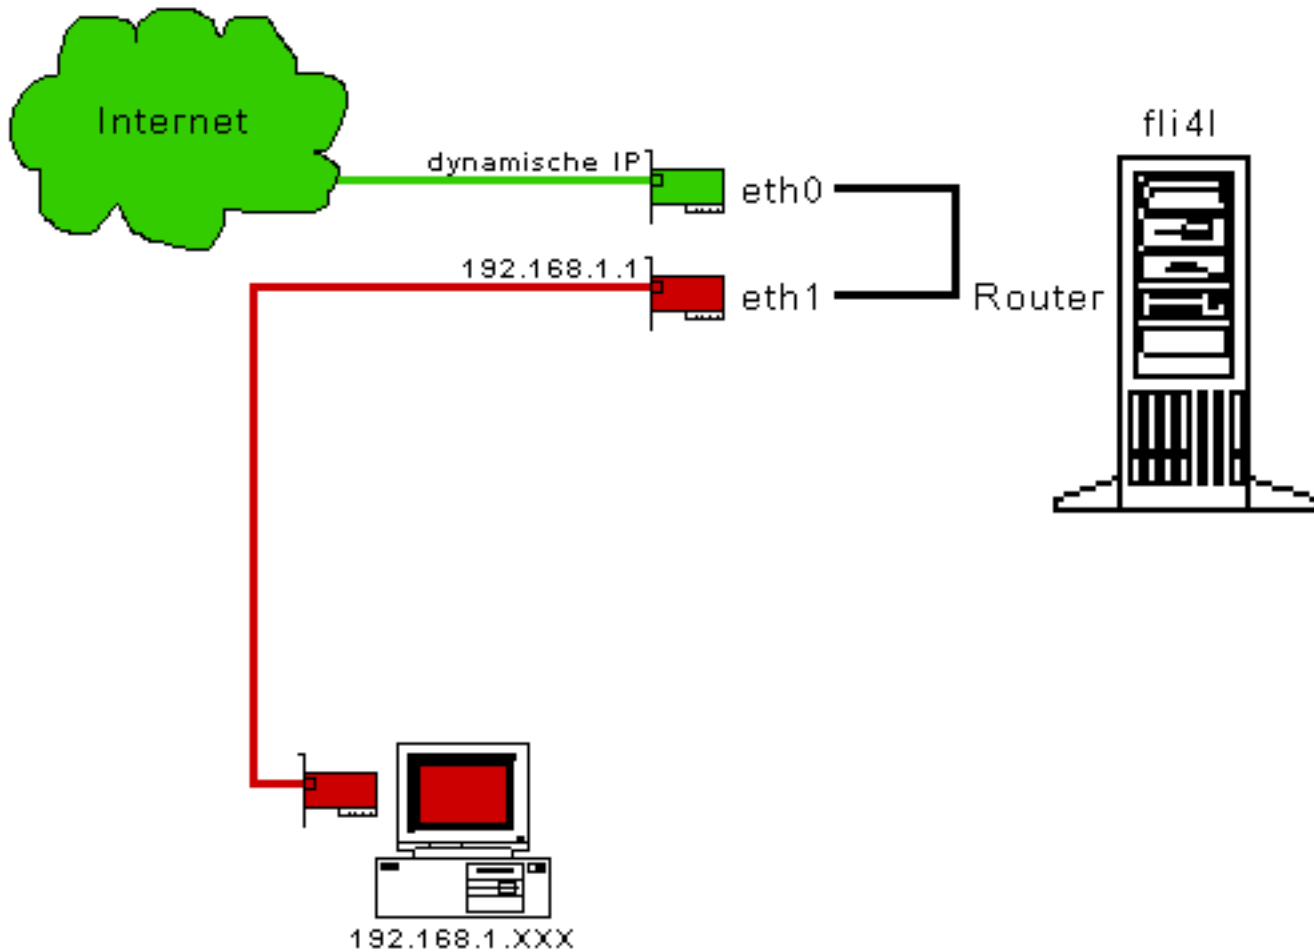 Internet
fli4l
dynamische IP
eth0
192.168.1.1
eth1
Router
192.168.1.XXX